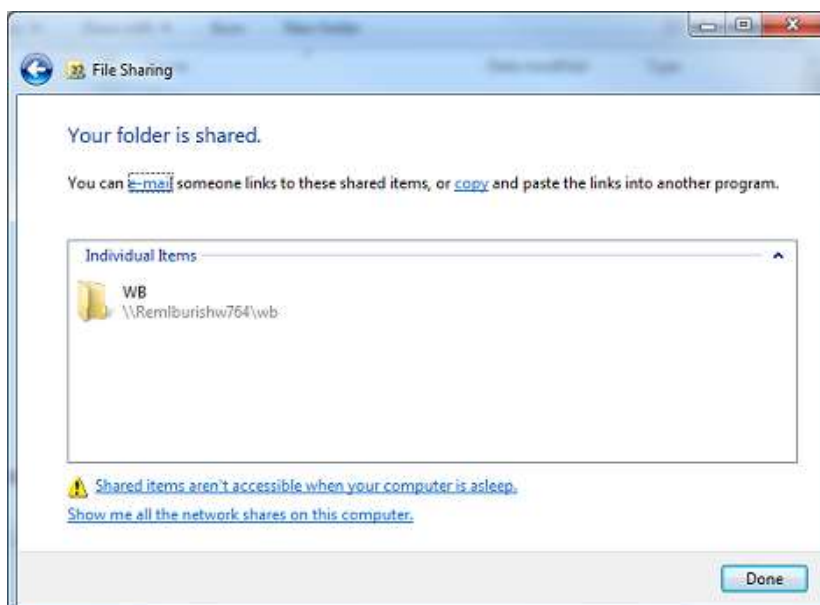 File Sharing
Your folder is shared.
You can e-mail someone links to these shared items, or copy and paste the links into another program.
Individual Items
WB
\\Remlburishw764\wb
Shared items aren't accessible when your computer is asleep.
Show me all the network shares on this computer.
Done